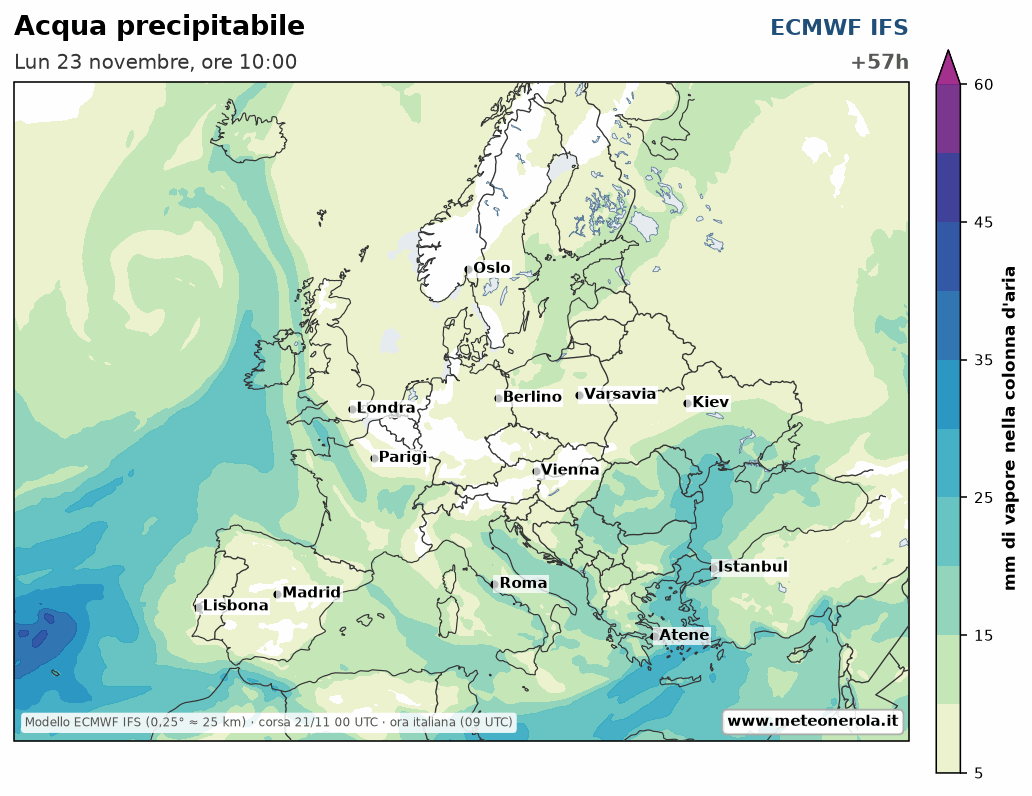 Acqua precipitabile
ECMWF IFS
Lun 23 novembre, ore 10:00
+57h
60
45
35
25
15
5
mm di vapore nella colonna d'aria
Oslo
Berlino
Varsavia
Kiev
Londra
Parigi
Vienna
Istanbul
Roma
Madrid
Lisbona
Atene
Modello ECMWF IFS (0,25° ≈ 25 km) · corsa 21/11 00 UTC · ora italiana (09 UTC)
www.meteonerola.it